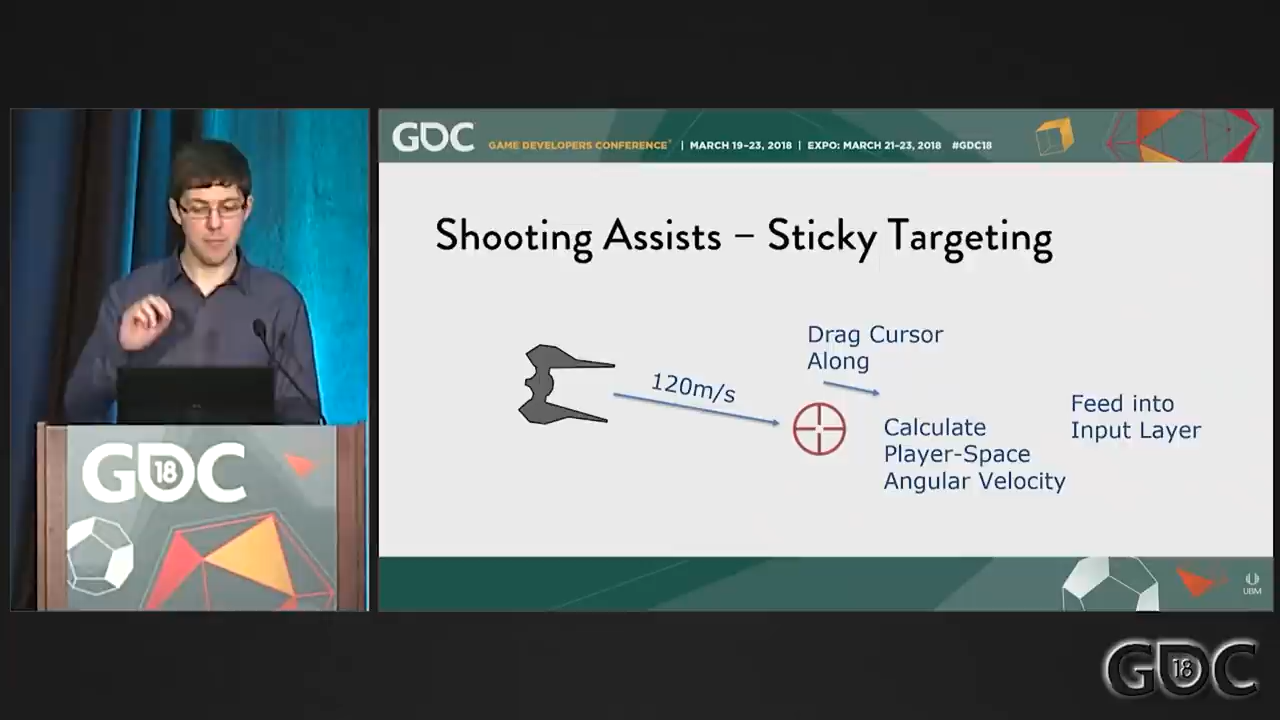 GDC
GAME DEVELOPERS CONFERENCE | MARCH 19–23, 2018 | EXPO: MARCH 21–23, 2018 #GDC18
Shooting Assists – Sticky Targeting
Drag Cursor
Along
120m/s
Calculate
Player-Space
Angular Velocity
Feed into
Input Layer
UBM
GDC
18
GDC
18